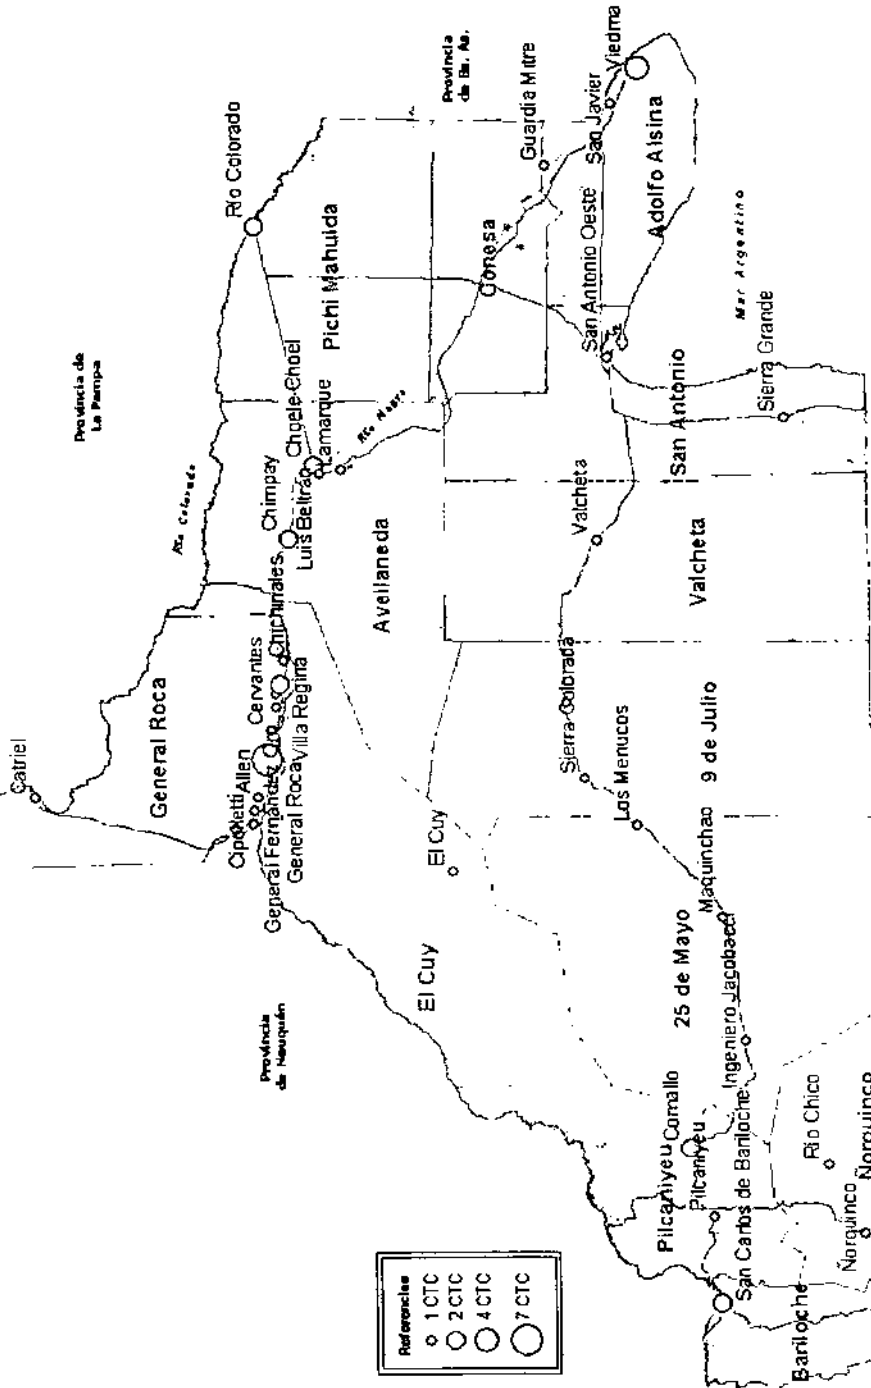 Catriel
General Roca
Cipolletti
Allen
General Fernández Oro
General Roca
Cervantes
Villa Regina
Chichinales
Chimpay
Luis Beltrán
Choele-Choel
Lamarque
Río Colorado
Río Colorado
Río Negro
Pichi Mahuida
Avellaneda
Provincia de
La Pampa
Provincia
de Bs. As.
Guardia Mitre
Conesa
San Javier
Viedma
Adolfo Alsina
San Antonio Oeste
San Antonio
Sierra Grande
Mar Argentino
Valcheta
Valcheta
Sierra Colorada
Los Menucos
9 de Julio
Maquinchao
25 de Mayo
Ingeniero Jacobacci
El Cuy
El Cuy
Provincia
de Neuquén
Comallo
Pilcaniyeu
Pilcaniyeu
San Carlos de Bariloche
Bariloche
Río Chico
Ñorquinco
Ñorquinco
Referencias
1 CTC
2 CTC
4 CTC
7 CTC